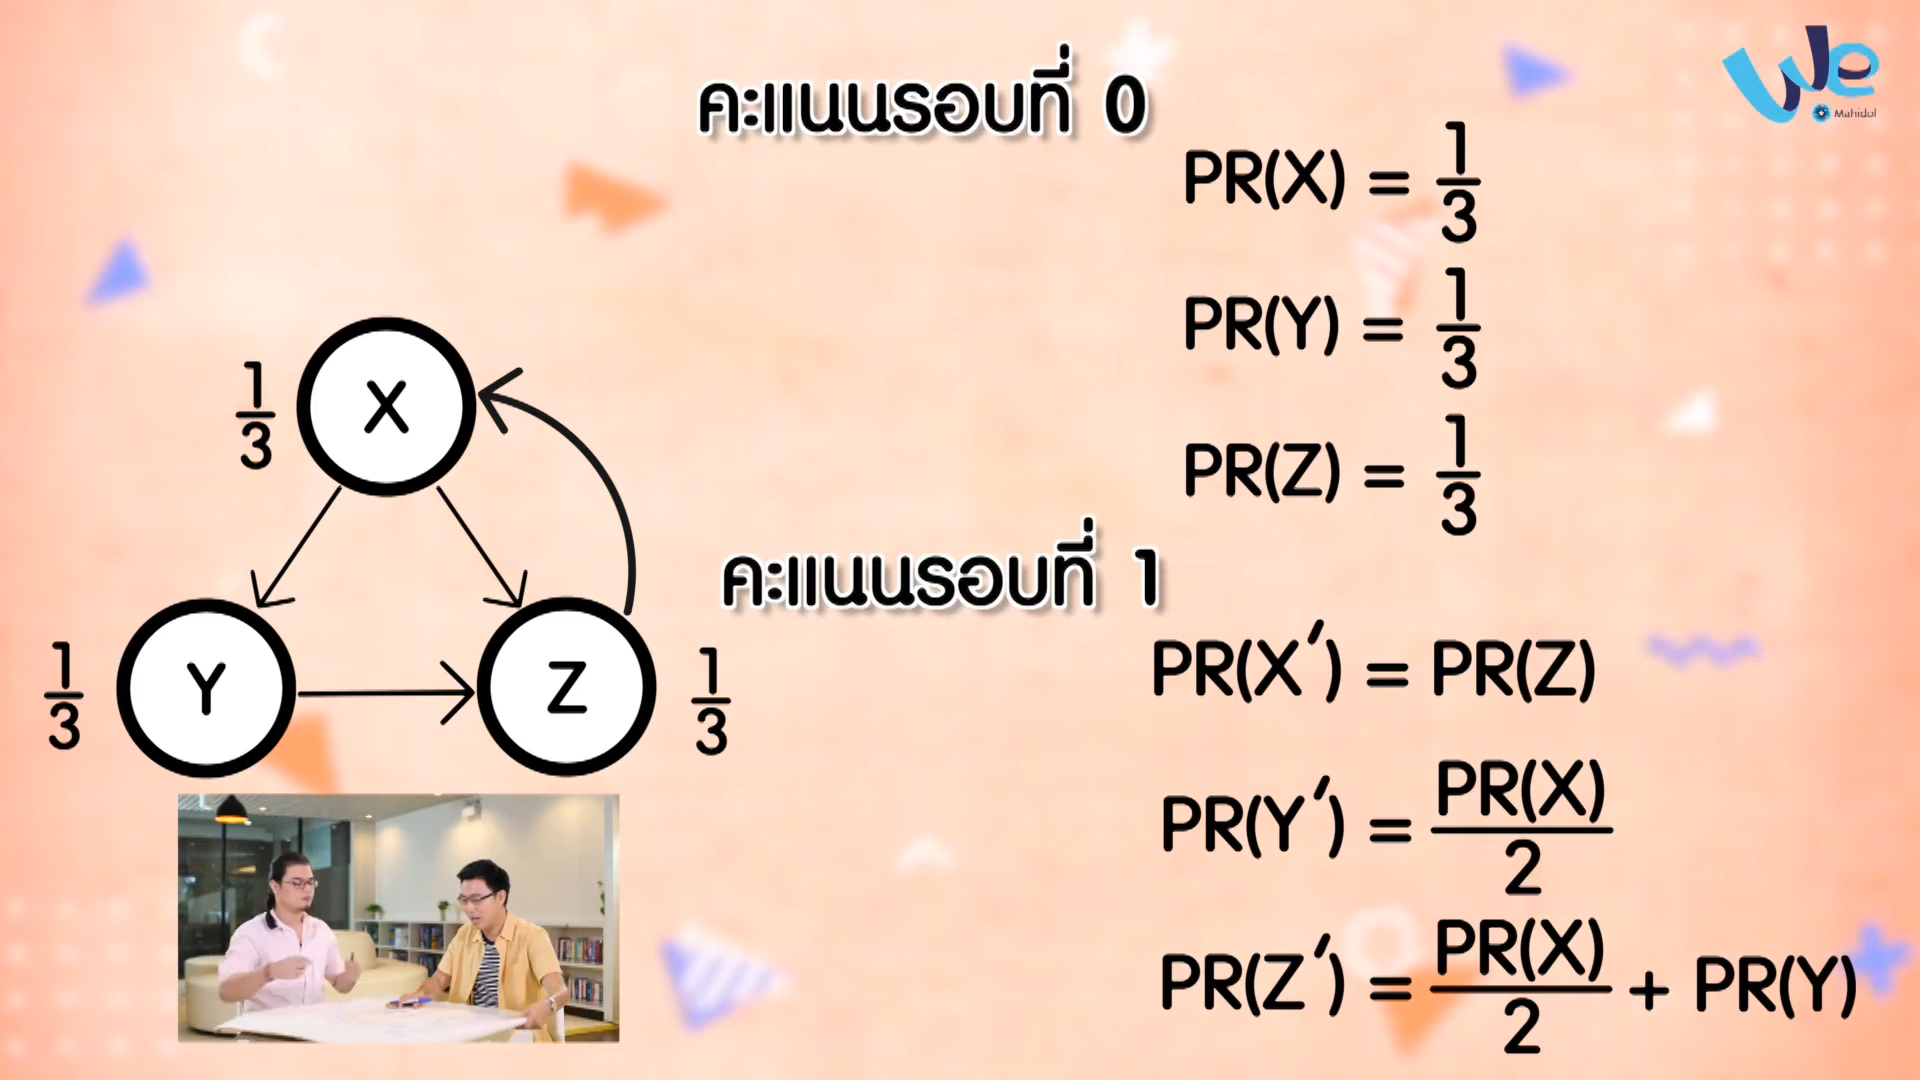 คะแนนรอบที่ 0
We
Mahidol
PR(X) = 1/3
PR(Y) = 1/3
PR(Z) = 1/3
1/3
X
1/3
Y
Z
1/3
คะแนนรอบที่ 1
PR(X′) = PR(Z)
PR(Y′) = PR(X)/2
PR(Z′) = PR(X)/2 + PR(Y)